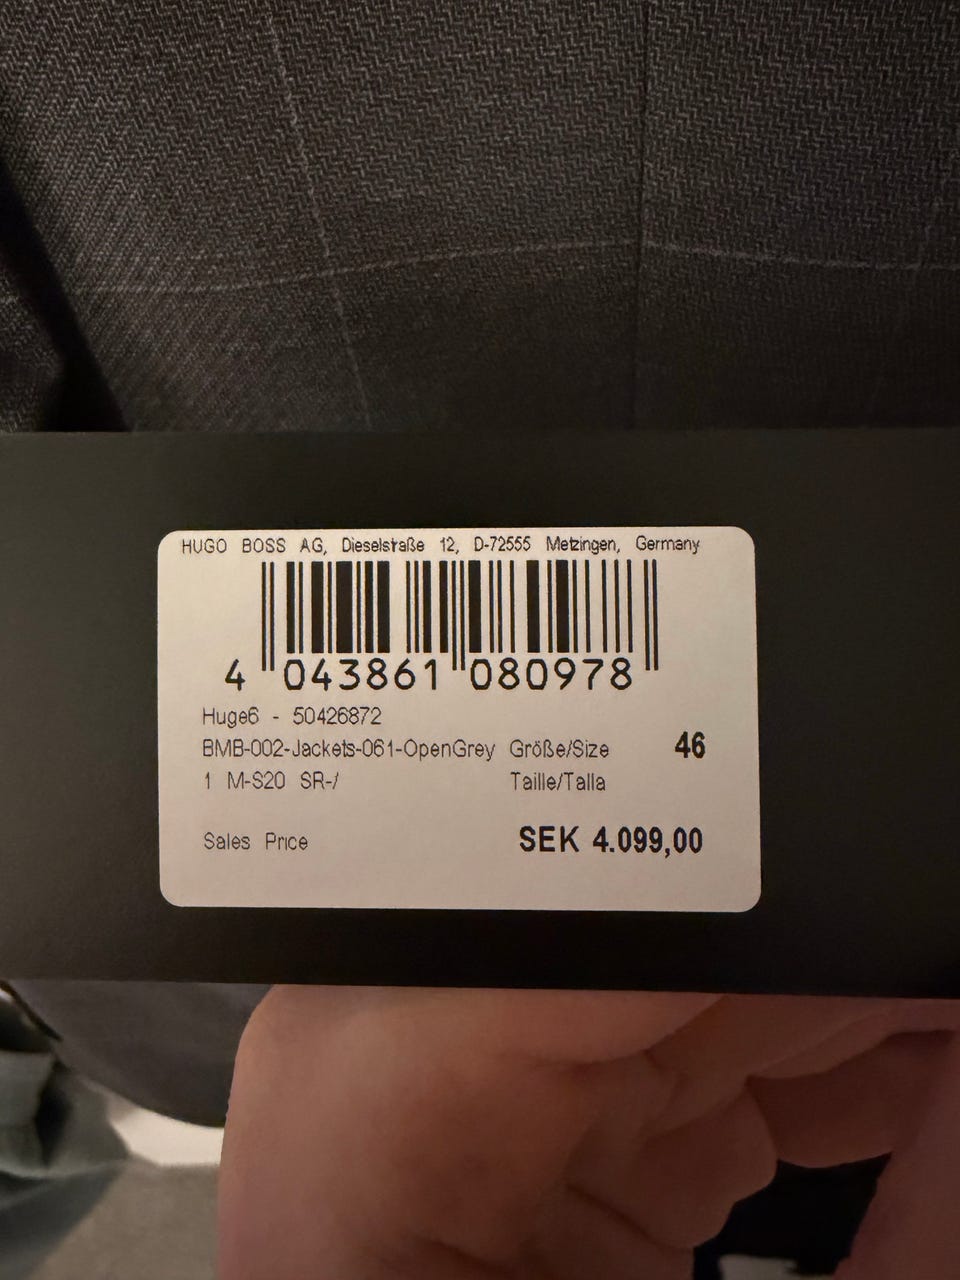 HUGO BOSS AG, Dieselstraße 12, D-72555 Metzingen, Germany
4 043861 080978
Huge6 - 50426872
BMB-002-Jackets-061-OpenGrey Größe/Size 46
1 M-S20 SR-/ Taille/Talla
Sales Price SEK 4.099,00